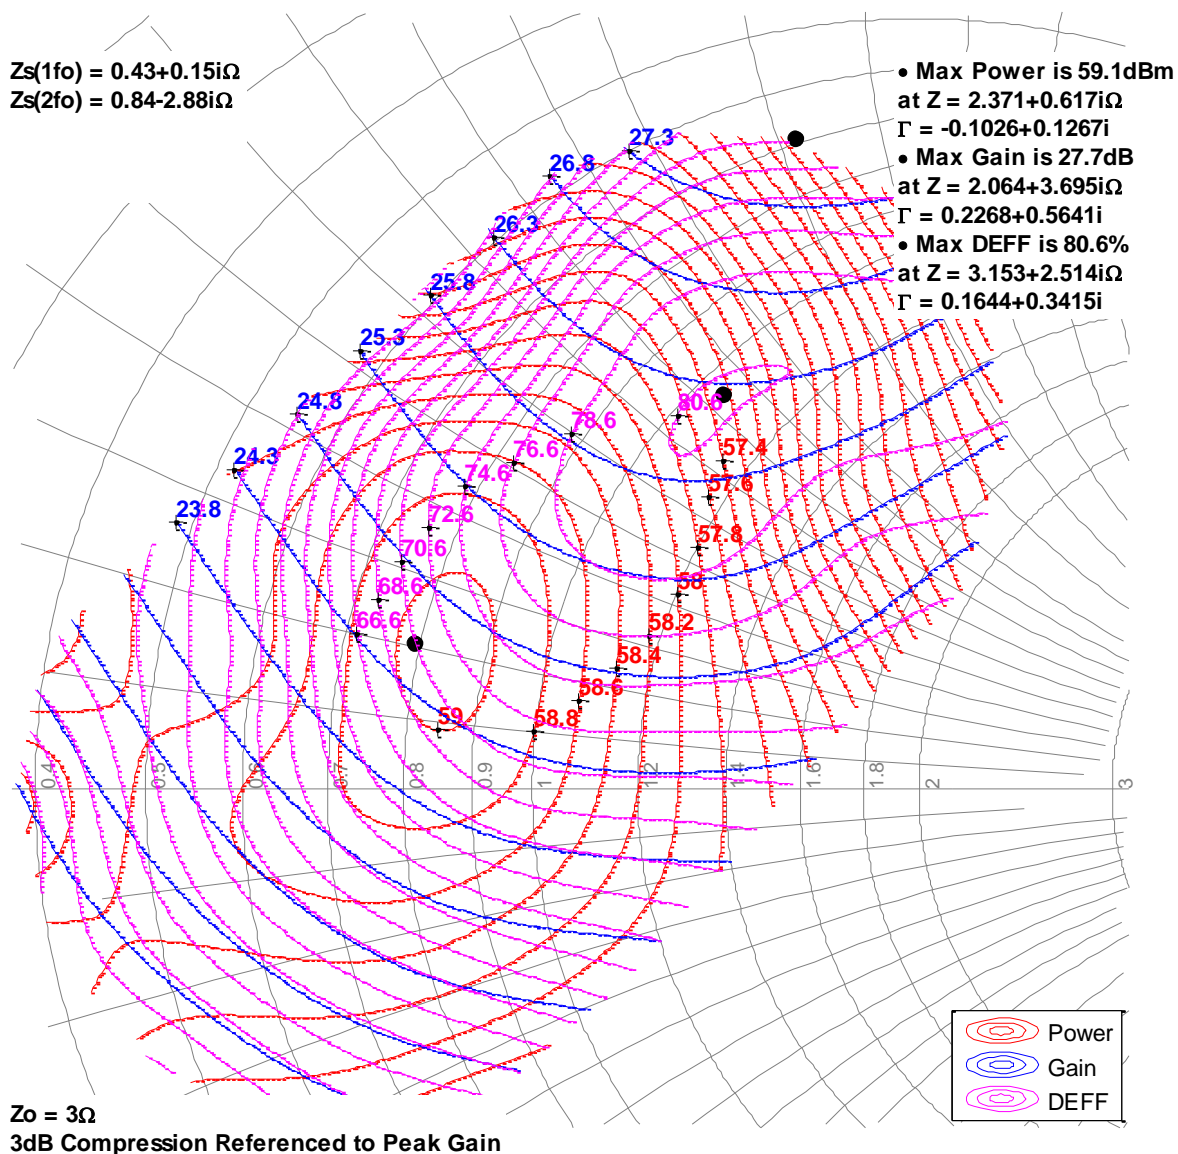 Zs(1fo) = 0.43+0.15iΩ
Zs(2fo) = 0.84-2.88iΩ
• Max Power is 59.1dBm
at Z = 2.371+0.617iΩ
Γ = -0.1026+0.1267i
• Max Gain is 27.7dB
at Z = 2.064+3.695iΩ
Γ = 0.2268+0.5641i
• Max DEFF is 80.6%
at Z = 3.153+2.514iΩ
Γ = 0.1644+0.3415i
27.3
26.8
26.3
25.8
25.3
24.8
24.3
23.8
80.6
78.6
76.6
74.6
72.6
70.6
68.6
66.6
57.4
57.6
57.8
58
58.2
58.4
58.6
58.8
59
0.4
0.5
0.6
0.7
0.8
0.9
1
1.2
1.4
1.6
1.8
2
3
Power
Gain
DEFF
Zo = 3Ω
3dB Compression Referenced to Peak Gain